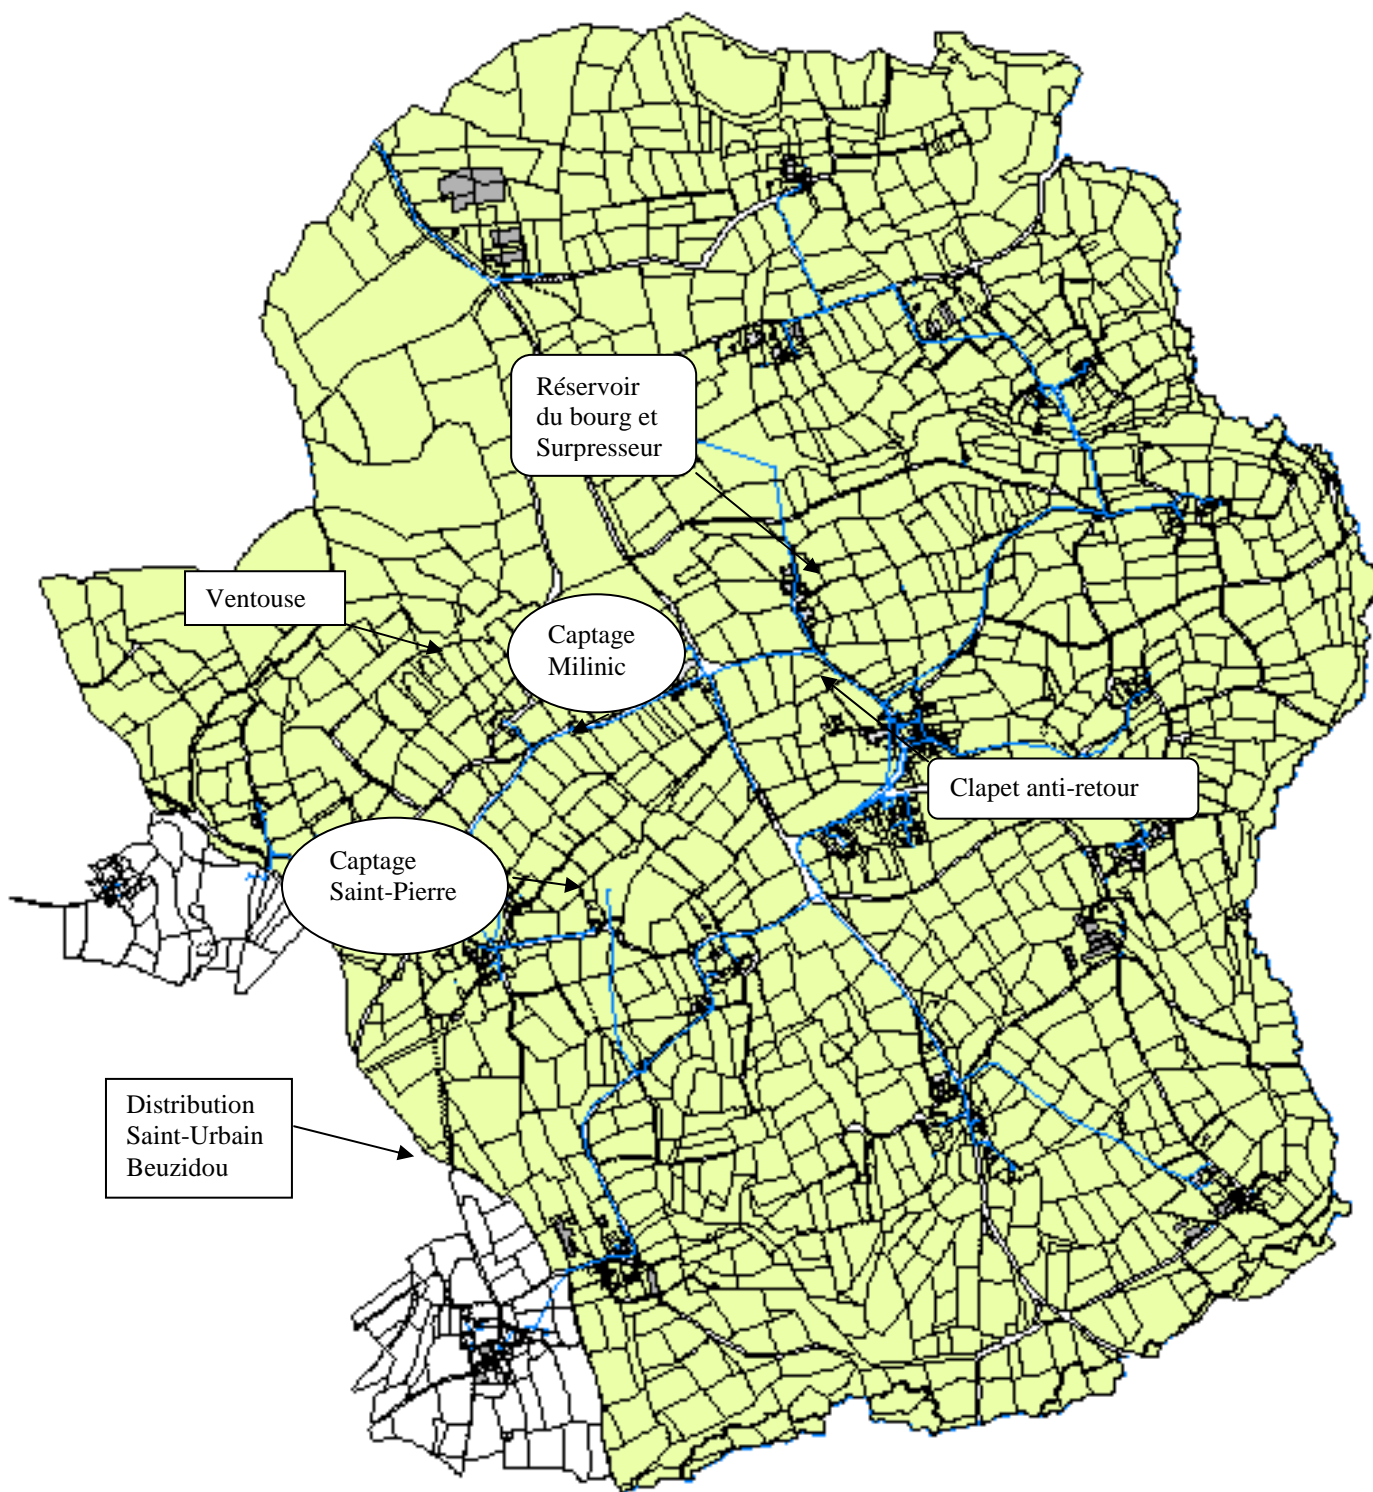 Réservoir
du bourg et
Surpresseur
Ventouse
Captage
Milinic
Clapet anti-retour
Captage
Saint-Pierre
Distribution
Saint-Urbain
Beuzidou